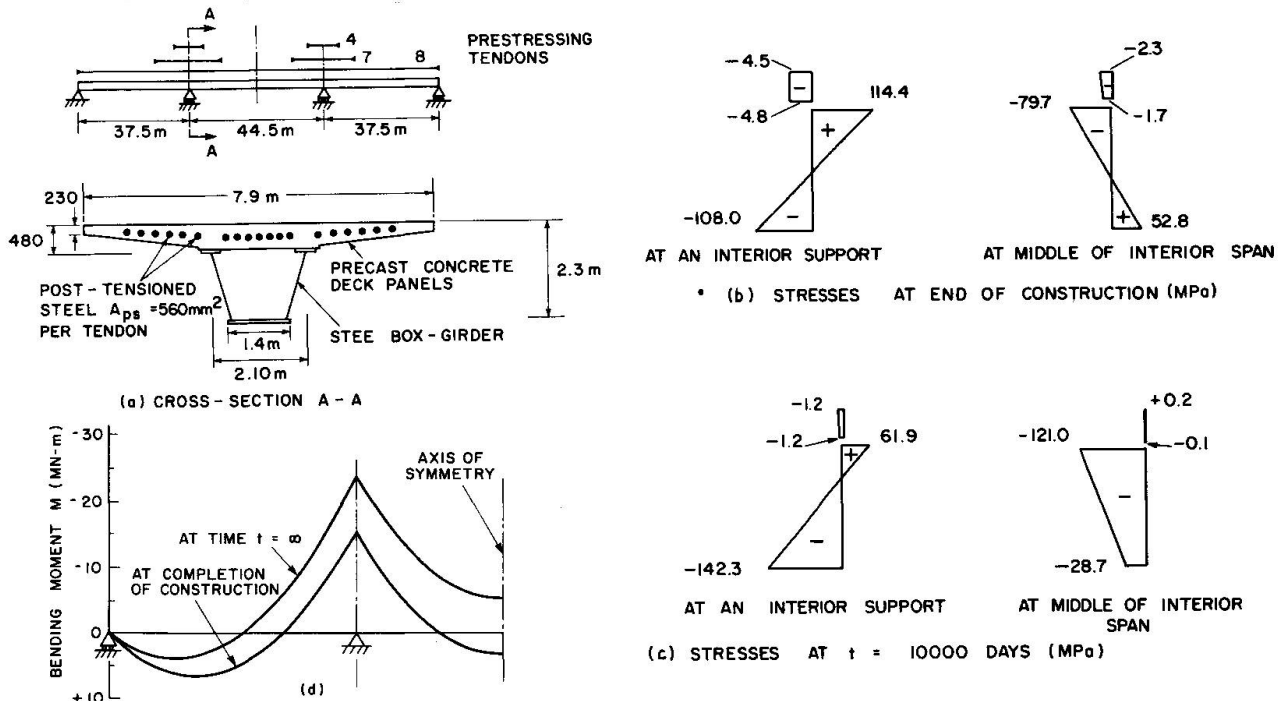 A
4
7
8
PRESTRESSING
TENDONS
37.5m
44.5m
37.5m
A
230
480
7.9 m
2.3 m
POST-TENSIONED
STEEL Aps =560mm²
PER TENDON
PRECAST CONCRETE
DECK PANELS
STEE BOX-GIRDER
1.4m
2.10m
(a) CROSS-SECTION A-A
-4.5
-4.8
114.4
+
-108.0
AT AN INTERIOR SUPPORT
-2.3
-1.7
-79.7
+
52.8
AT MIDDLE OF INTERIOR SPAN
(b) STRESSES AT END OF CONSTRUCTION (MPa)
BENDING MOMENT M (MN-m)
-30
-20
-10
0
+10
AT TIME t = ∞
AT COMPLETION
OF CONSTRUCTION
AXIS OF
SYMMETRY
(d)
-1.2
-1.2
61.9
+
-142.3
AT AN INTERIOR SUPPORT
+0.2
-0.1
-121.0
-28.7
AT MIDDLE OF INTERIOR
SPAN
(c) STRESSES AT t = 10000 DAYS (MPa)